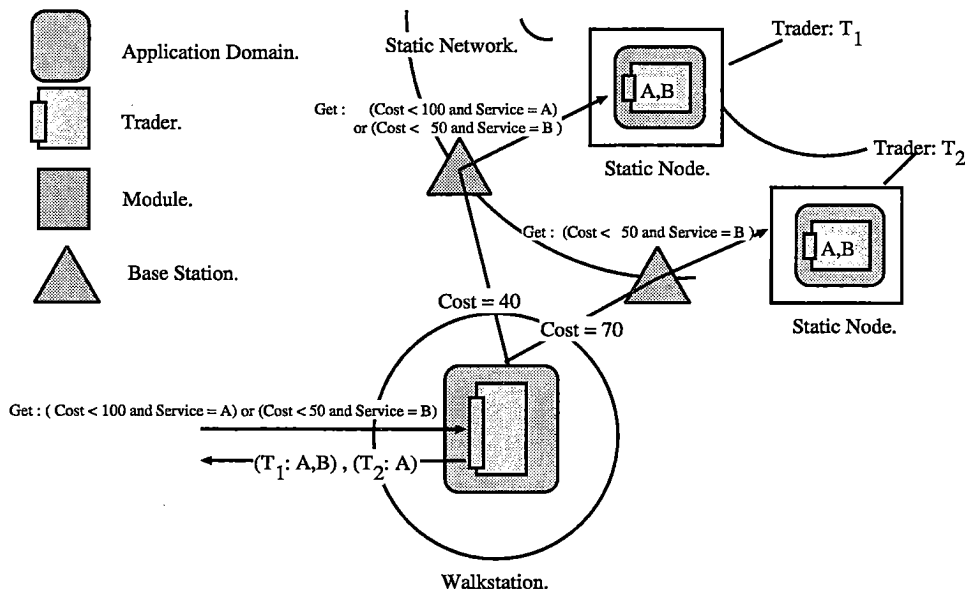 Application Domain.
Trader.
Module.
Base Station.
Static Network.
Trader: T1
Get : (Cost < 100 and Service = A)
or (Cost < 50 and Service = B )
A,B
Static Node.
Trader: T2
Get : (Cost < 50 and Service = B )
A,B
Static Node.
Cost = 40
Cost = 70
Get : ( Cost < 100 and Service = A) or (Cost < 50 and Service = B)
(T1: A,B) , (T2: A)
Walkstation.